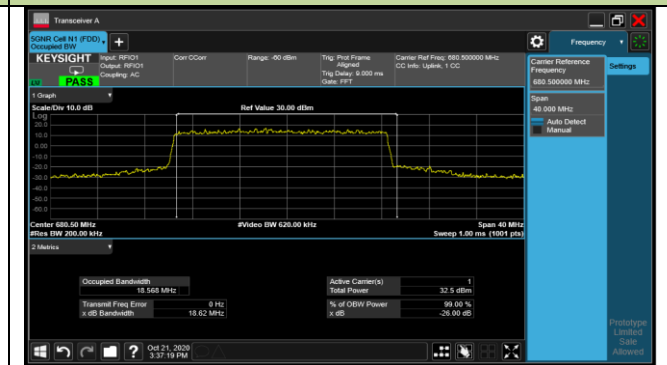 Transceiver A
5GNR Cell N1 (FDD)
Occupied BW
Frequency
KEYSIGHT
PASS
Input: RFIO1
Output: RFIO1
Coupling: AC
Corr CCorr
Range: -60 dBm
Trig: Prot Frame
Aligned
Trig Delay: 9.000 ms
Gate: FFT
Carrier Ref Freq: 680.500000 MHz
CC Info: Uplink, 1 CC
Carrier Reference
Frequency
680.500000 MHz
Settings
Span
40.000 MHz
Auto Detect
Manual
1 Graph
Scale/Div 10.0 dB
Ref Value 30.00 dBm
Log
20.0
10.0
0.00
-10.0
-20.0
-30.0
-40.0
-50.0
-60.0
Center 680.50 MHz
#Video BW 620.00 kHz
Span 40 MHz
#Res BW 200.00 kHz
Sweep 1.00 ms (1001 pts)
2 Metrics
Occupied Bandwidth
18.568 MHz
Active Carrier(s) 1
Total Power 32.5 dBm
Transmit Freq Error 0 Hz
x dB Bandwidth 18.62 MHz
% of OBW Power 99.00 %
x dB -26.00 dB
Prototype
Limited
Sale
Allowed
Oct 21, 2020
3:37:19 PM